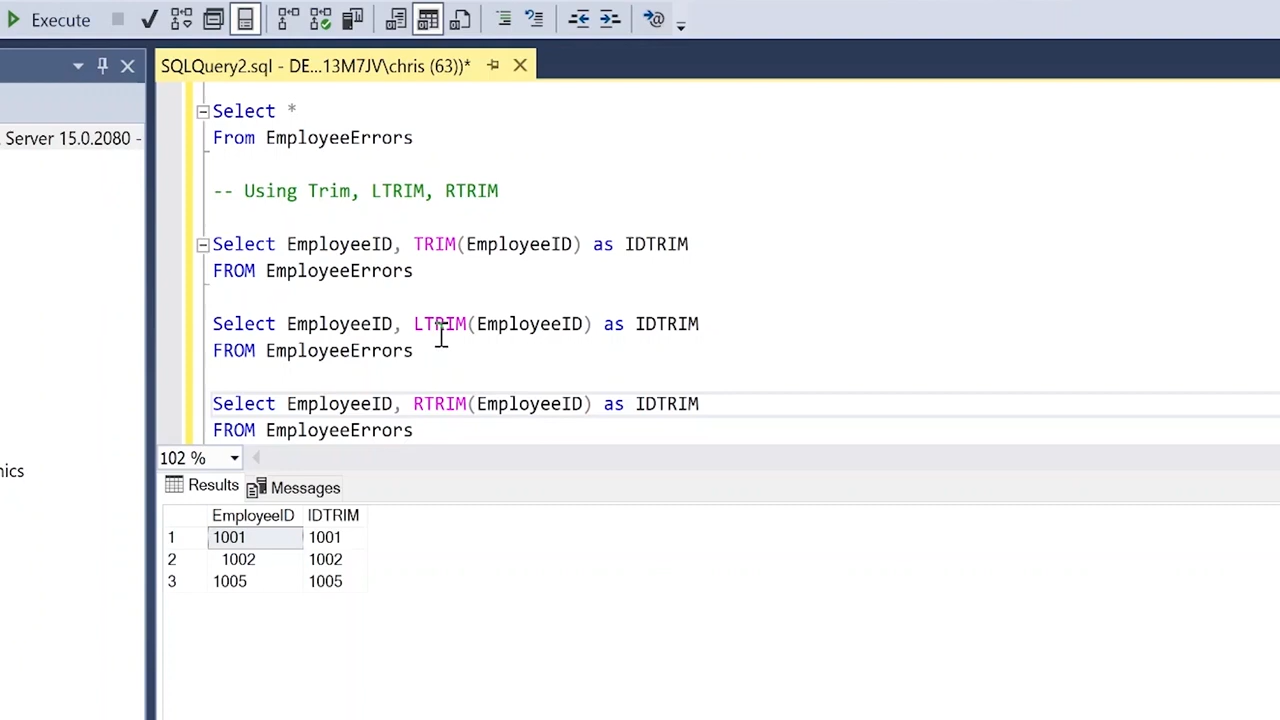 Execute
SQLQuery2.sql - DE...13M7JV\chris (63))*
Server 15.0.2080 -
Select *
From EmployeeErrors
-- Using Trim, LTRIM, RTRIM
Select EmployeeID, TRIM(EmployeeID) as IDTRIM
FROM EmployeeErrors
Select EmployeeID, LTRIM(EmployeeID) as IDTRIM
FROM EmployeeErrors
Select EmployeeID, RTRIM(EmployeeID) as IDTRIM
FROM EmployeeErrors
102 %
nics
Results Messages
EmployeeID IDTRIM
1 1001 1001
2 1002 1002
3 1005 1005